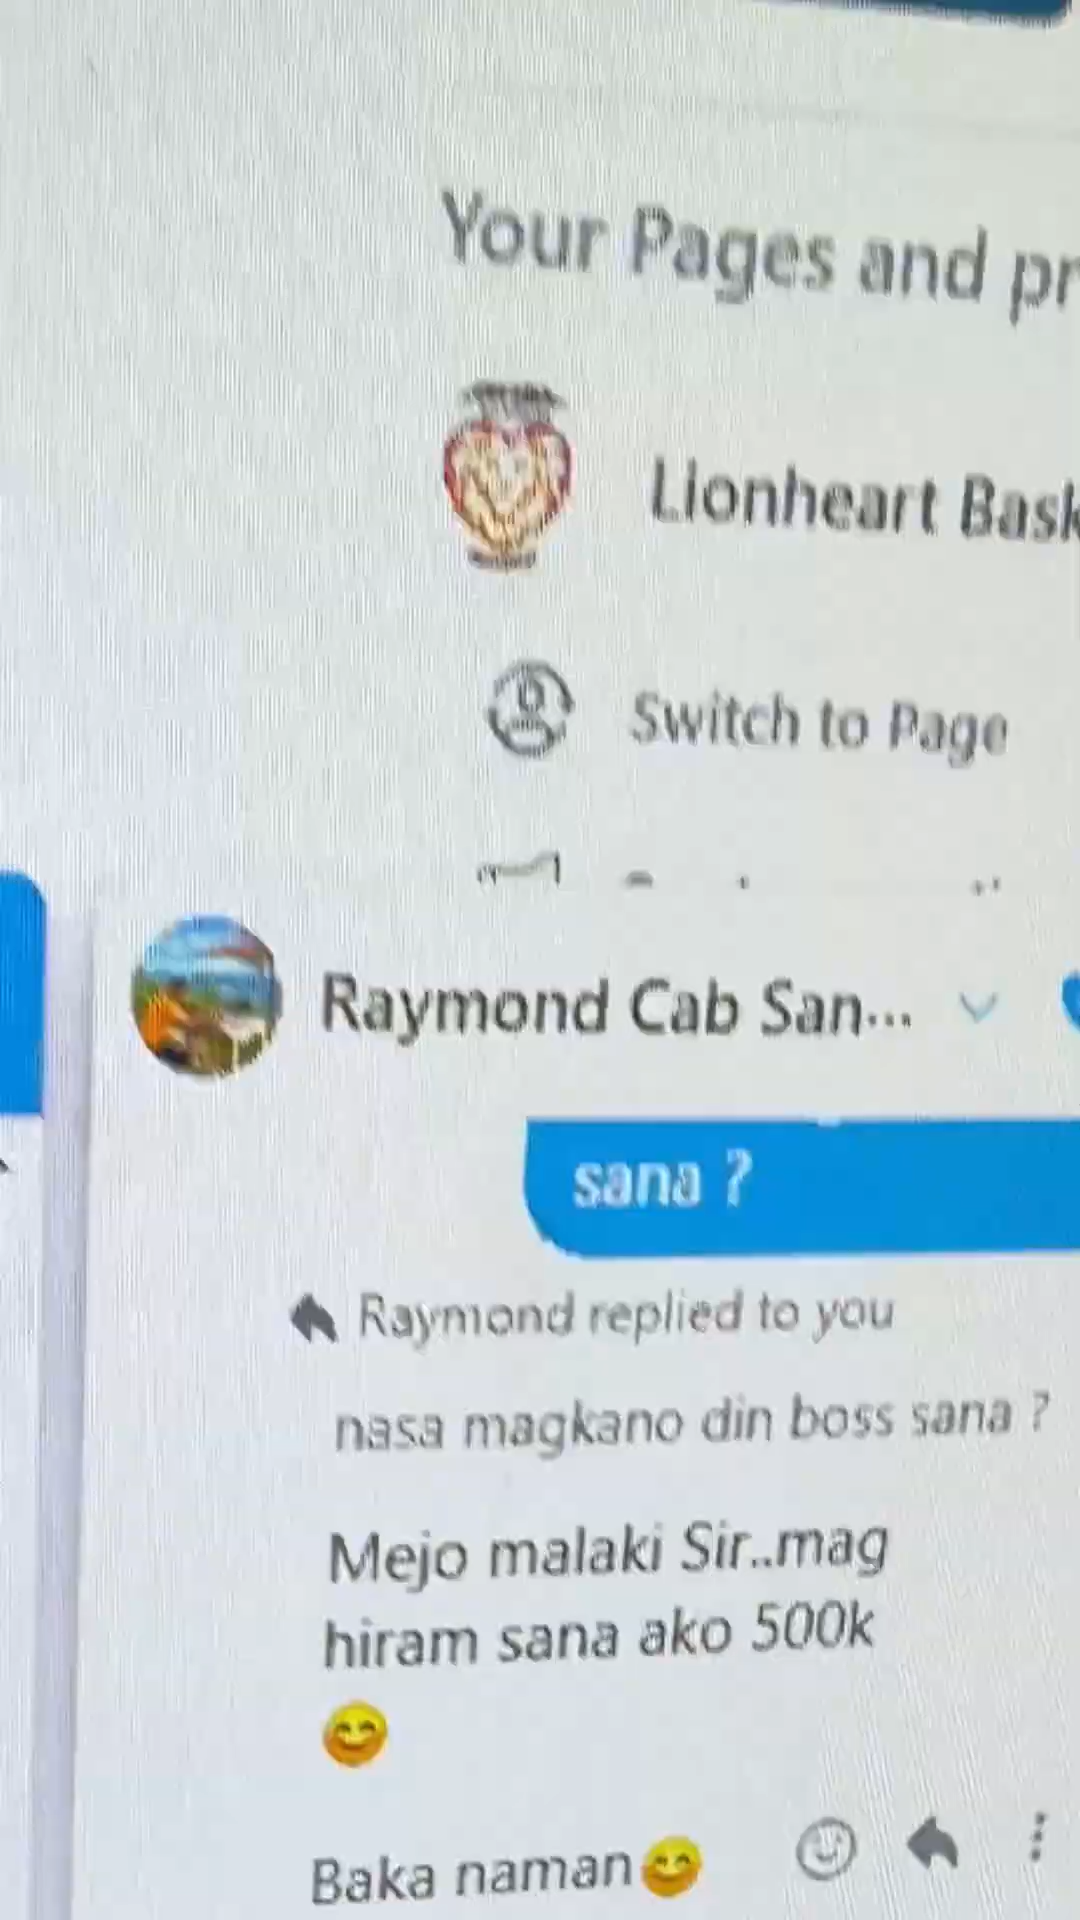 Your Pages and pr
Lionheart Bask
Switch to Page
Raymond Cab San...
sana ?
Raymond replied to you
nasa magkano din boss sana ?
Mejo malaki Sir..mag
hiram sana ako 500k
😊
Baka naman😊